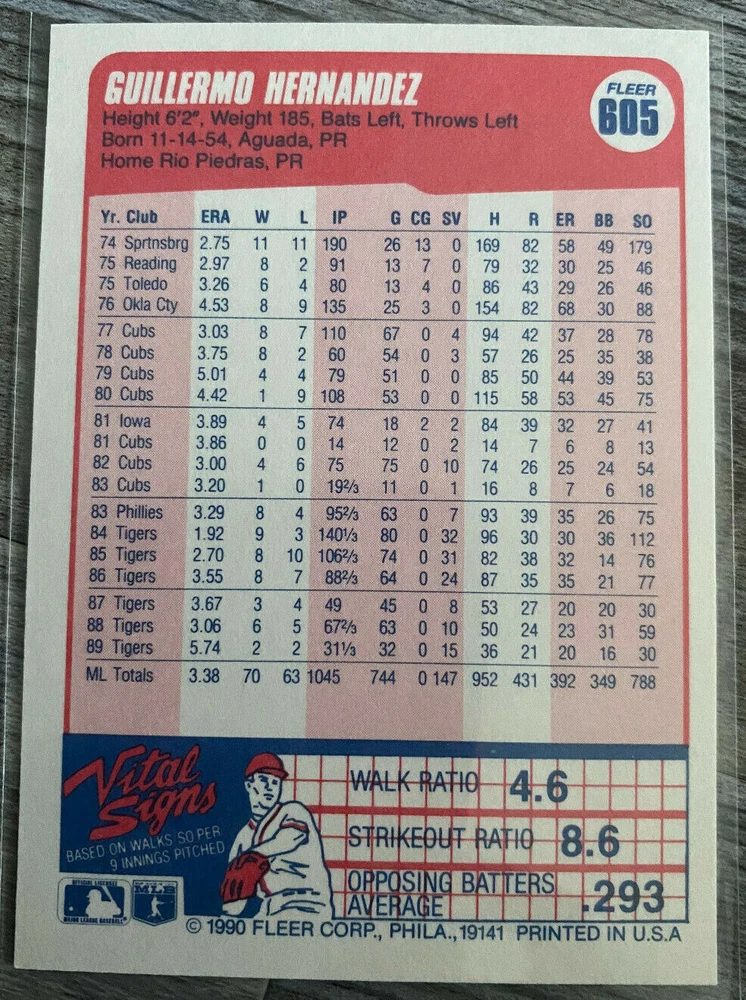 GUILLERMO HERNANDEZ
FLEER
605
Height 6'2", Weight 185, Bats Left, Throws Left
Born 11-14-54, Aguada, PR
Home Rio Piedras, PR
Yr. Club ERA W L IP G CG SV H R ER BB SO
74 Sprtnsbrg 2.75 11 11 190 26 13 0 169 82 58 49 179
75 Reading 2.97 8 2 91 13 7 0 79 32 30 25 46
75 Toledo 3.26 6 4 80 13 4 0 86 43 29 26 46
76 Okla Cty 4.53 8 9 135 25 3 0 154 82 68 30 88
77 Cubs 3.03 8 7 110 67 0 4 94 42 37 28 78
78 Cubs 3.75 8 2 60 54 0 3 57 26 25 35 38
79 Cubs 5.01 4 4 79 51 0 0 85 50 44 39 53
80 Cubs 4.42 1 9 108 53 0 0 115 58 53 45 75
81 Iowa 3.89 4 5 74 18 2 2 84 39 32 27 41
81 Cubs 3.86 0 0 14 12 0 2 14 7 6 8 13
82 Cubs 3.00 4 6 75 75 0 10 74 26 25 24 54
83 Cubs 3.20 1 0 19⅔ 11 0 1 16 8 7 6 18
83 Phillies 3.29 8 4 95⅔ 63 0 7 93 39 35 26 75
84 Tigers 1.92 9 3 140⅓ 80 0 32 96 30 30 36 112
85 Tigers 2.70 8 10 106⅔ 74 0 31 82 38 32 14 76
86 Tigers 3.55 8 7 88⅔ 64 0 24 87 35 35 21 77
87 Tigers 3.67 3 4 49 45 0 8 53 27 20 20 30
88 Tigers 3.06 6 5 67⅔ 63 0 10 50 24 23 31 59
89 Tigers 5.74 2 2 31⅓ 32 0 15 36 21 20 16 30
ML Totals 3.38 70 63 1045 744 0 147 952 431 392 349 788
Vital
Signs
BASED ON WALKS/SO PER
9 INNINGS PITCHED
WALK RATIO 4.6
STRIKEOUT RATIO 8.6
OPPOSING BATTERS
AVERAGE .293
OFFICIAL LICENSEE
MAJOR LEAGUE BASEBALL
MLB
© 1990 FLEER CORP., PHILA., 19141 PRINTED IN U.S.A